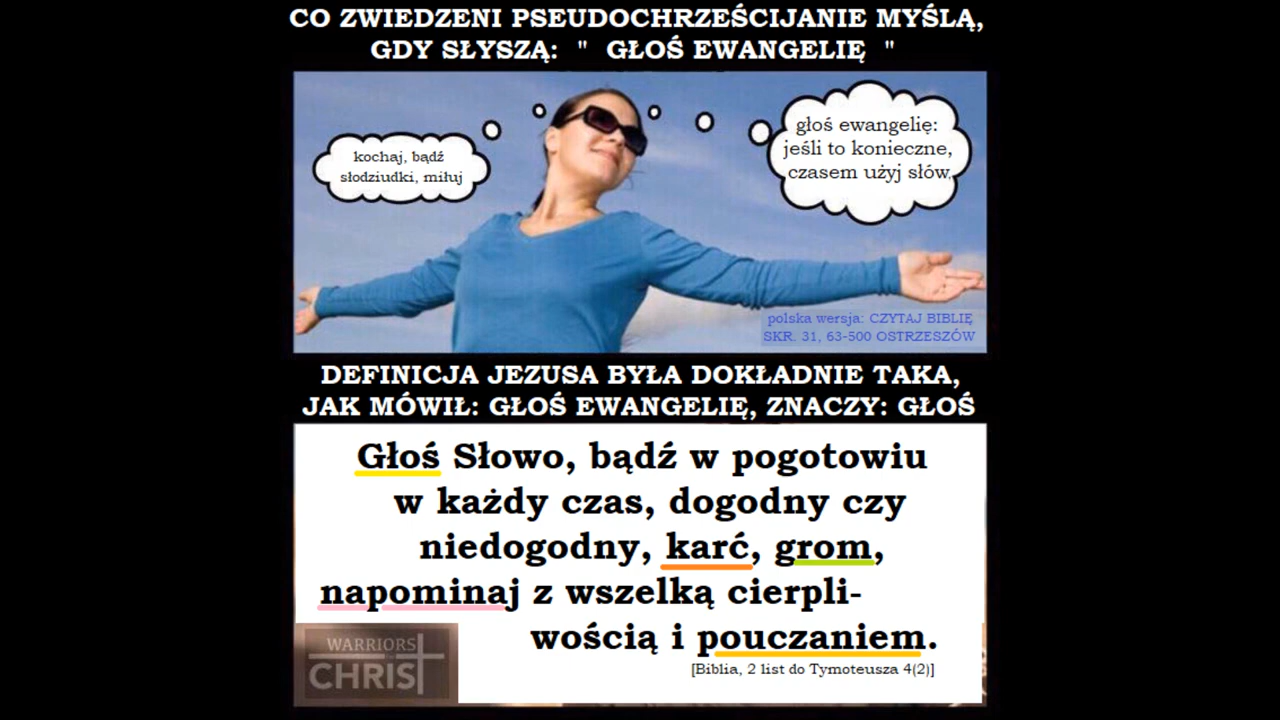 CO ZWIEDZENI PSEUDOCHRZEŚCIJANIE MYŚLĄ,
GDY SŁYSZĄ: " GŁOŚ EWANGELIĘ "
kochaj, bądź
słodziudki, miłuj
głoś ewangelię:
jeśli to konieczne,
czasem użyj słów.
polska wersja: CZYTAJ BIBLIĘ
SKR. 31, 63-500 OSTRZESZÓW
DEFINICJA JEZUSA BYŁA DOKŁADNIE TAKA,
JAK MÓWIŁ: GŁOŚ EWANGELIĘ, ZNACZY: GŁOŚ
Głoś Słowo, bądź w pogotowiu
w każdy czas, dogodny czy
niedogodny, karć, grom,
napominaj z wszelką cierpli-
wością i pouczaniem.
[Biblia, 2 list do Tymoteusza 4(2)]
WARRIORS
CHRIST